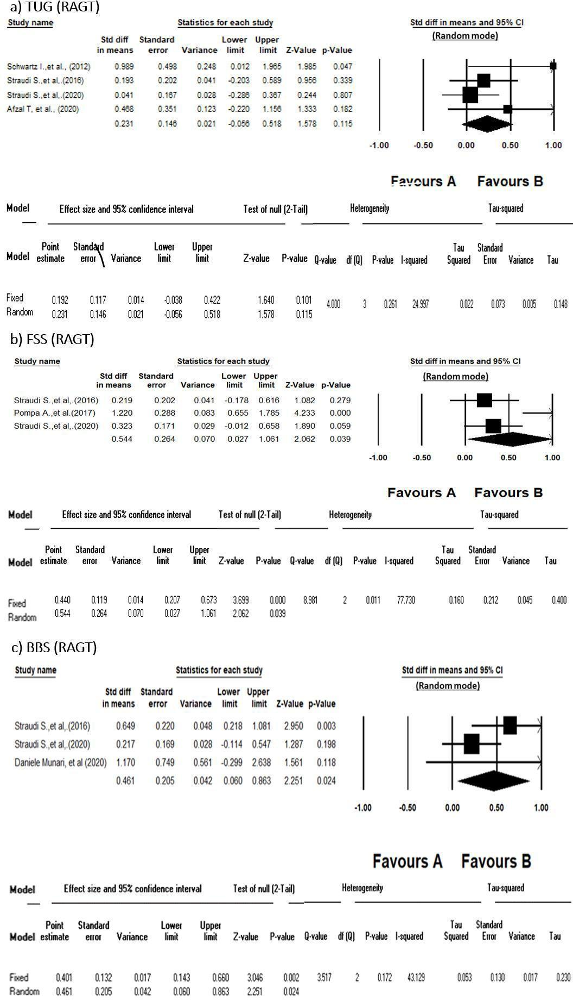 a) TUG (RAGT)
Study name Statistics for each study Std diff in means and 95% CI
(Random mode)
Std diff Standard Lower Upper
in means error Variance limit limit Z-Value p-Value
Schwartz I.,et al., (2012) 0.989 0.498 0.248 0.012 1.965 1.985 0.047
Straudi S.,et al,.(2016) 0.193 0.202 0.041 -0.203 0.589 0.956 0.339
Straudi S.,et al,.(2020) 0.041 0.167 0.028 -0.286 0.367 0.244 0.807
Afzal T, et al., (2020) 0.468 0.351 0.123 -0.220 1.156 1.333 0.182
0.231 0.146 0.021 -0.056 0.518 1.578 0.115
-1.00 -0.50 0.00 0.50 1.00
Favours A Favours B
Model Effect size and 95% confidence interval Test of null (2-Tail) Heterogeneity Tau-squared
Point Standard Lower Upper Tau Standard
Model estimate error Variance limit limit Z-value P-value Q-value df (Q) P-value I-squared Squared Error Variance Tau
Fixed 0.192 0.117 0.014 -0.038 0.422 1.640 0.101 4.000 3 0.261 24.997 0.022 0.073 0.005 0.148
Random 0.231 0.146 0.021 -0.056 0.518 1.578 0.115
b) FSS (RAGT)
Study name Statistics for each study Std diff in means and 95% CI
(Random mode)
Std diff Standard Lower Upper
in means error Variance limit limit Z-Value p-Value
Straudi S.,et al,.(2016) 0.219 0.202 0.041 -0.178 0.616 1.082 0.279
Pompa A.,et al.(2017) 1.220 0.288 0.083 0.655 1.785 4.233 0.000
Straudi S.,et al,.(2020) 0.323 0.171 0.029 -0.012 0.658 1.890 0.059
0.544 0.264 0.070 0.027 1.061 2.062 0.039
-1.00 -0.50 0.00 0.50 1.00
Favours A Favours B
Model Effect size and 95% confidence interval Test of null (2-Tail) Heterogeneity Tau-squared
Point Standard Lower Upper Tau Standard
Model estimate error Variance limit limit Z-value P-value Q-value df (Q) P-value I-squared Squared Error Variance Tau
Fixed 0.440 0.119 0.014 0.207 0.673 3.699 0.000 8.981 2 0.011 77.730 0.160 0.212 0.045 0.400
Random 0.544 0.264 0.070 0.027 1.061 2.062 0.039
c) BBS (RAGT)
Study name Statistics for each study Std diff in means and 95% CI
(Random mode)
Std diff Standard Lower Upper
in means error Variance limit limit Z-Value p-Value
Straudi S.,et al,.(2016) 0.649 0.220 0.048 0.218 1.081 2.950 0.003
Straudi S.,et al,.(2020) 0.217 0.169 0.028 -0.114 0.547 1.287 0.198
Daniele Munari, et al (2020) 1.170 0.749 0.561 -0.299 2.638 1.561 0.118
0.461 0.205 0.042 0.060 0.863 2.251 0.024
-1.00 -0.50 0.00 0.50 1.00
Favours A Favours B
Model Effect size and 95% confidence interval Test of null (2-Tail) Heterogeneity Tau-squared
Point Standard Lower Upper Tau Standard
Model estimate error Variance limit limit Z-value P-value Q-value df (Q) P-value I-squared Squared Error Variance Tau
Fixed 0.401 0.132 0.017 0.143 0.660 3.046 0.002 3.517 2 0.172 43.129 0.053 0.130 0.017 0.230
Random 0.461 0.205 0.042 0.060 0.863 2.251 0.024